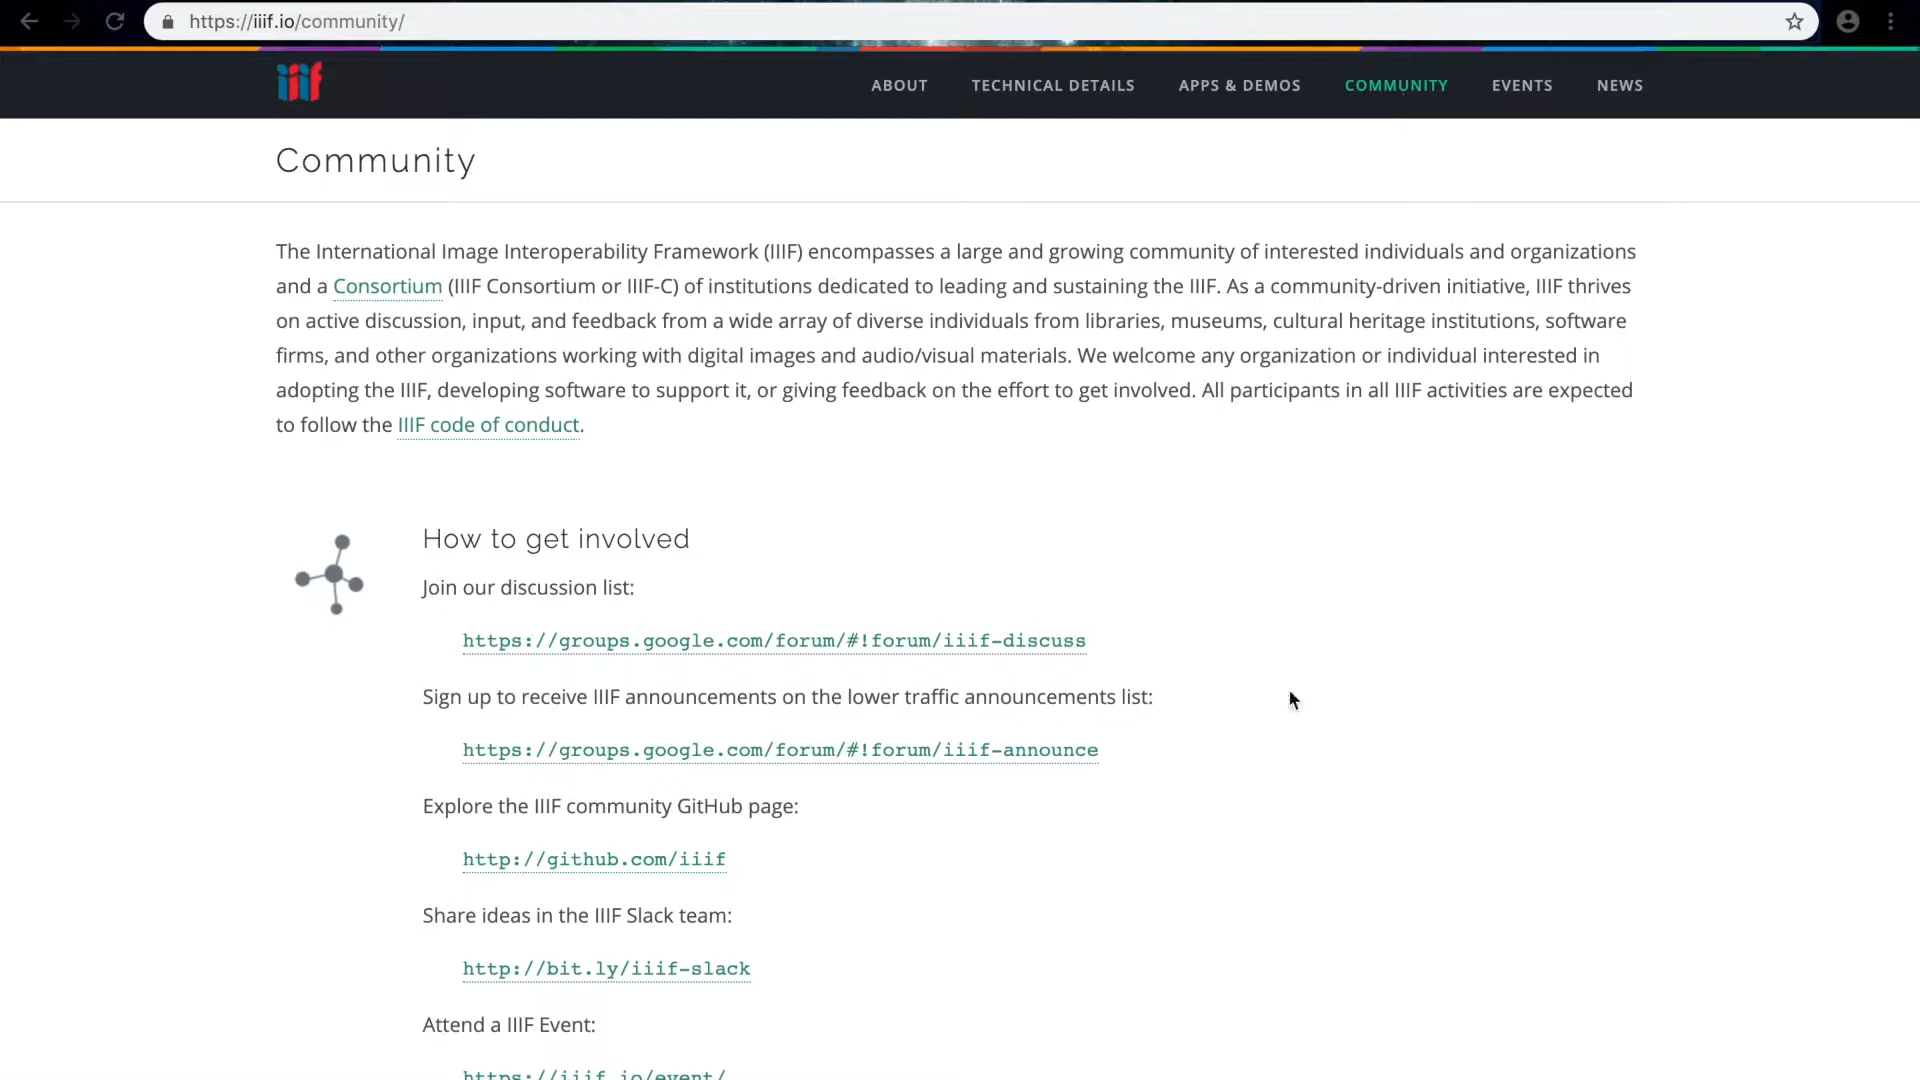 https://iiif.io/community/
iiif
ABOUT TECHNICAL DETAILS APPS & DEMOS COMMUNITY EVENTS NEWS
Community
The International Image Interoperability Framework (IIIF) encompasses a large and growing community of interested individuals and organizations
and a Consortium (IIIF Consortium or IIIF-C) of institutions dedicated to leading and sustaining the IIIF. As a community-driven initiative, IIIF thrives
on active discussion, input, and feedback from a wide array of diverse individuals from libraries, museums, cultural heritage institutions, software
firms, and other organizations working with digital images and audio/visual materials. We welcome any organization or individual interested in
adopting the IIIF, developing software to support it, or giving feedback on the effort to get involved. All participants in all IIIF activities are expected
to follow the IIIF code of conduct.
How to get involved
Join our discussion list:
https://groups.google.com/forum/#!forum/iiif-discuss
Sign up to receive IIIF announcements on the lower traffic announcements list:
https://groups.google.com/forum/#!forum/iiif-announce
Explore the IIIF community GitHub page:
http://github.com/iiif
Share ideas in the IIIF Slack team:
http://bit.ly/iiif-slack
Attend a IIIF Event:
https://iiif.io/event/